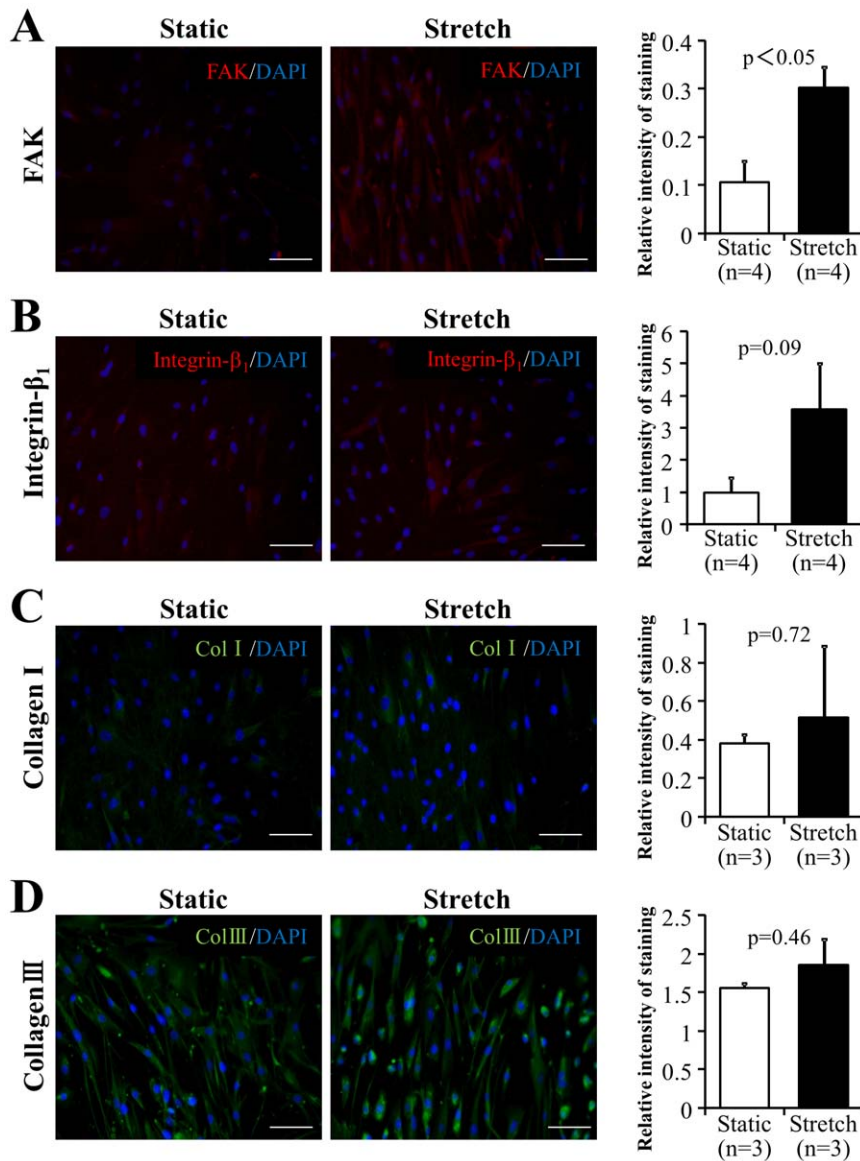 A
Static
Stretch
FAK
FAK/DAPI
FAK/DAPI
Relative intensity of staining
0.4
0.3
0.2
0.1
0
p<0.05
Static
(n=4)
Stretch
(n=4)
B
Static
Stretch
Integrin-β₁
Integrin-β₁/DAPI
Integrin-β₁/DAPI
Relative intensity of staining
6
5
4
3
2
1
0
p=0.09
Static
(n=4)
Stretch
(n=4)
C
Static
Stretch
Collagen I
Col Ⅰ/DAPI
Col Ⅰ/DAPI
Relative intensity of staining
1
0.8
0.6
0.4
0.2
0
p=0.72
Static
(n=3)
Stretch
(n=3)
D
Static
Stretch
Collagen Ⅲ
ColⅢ/DAPI
ColⅢ/DAPI
Relative intensity of staining
2.5
2
1.5
1
0.5
0
p=0.46
Static
(n=3)
Stretch
(n=3)